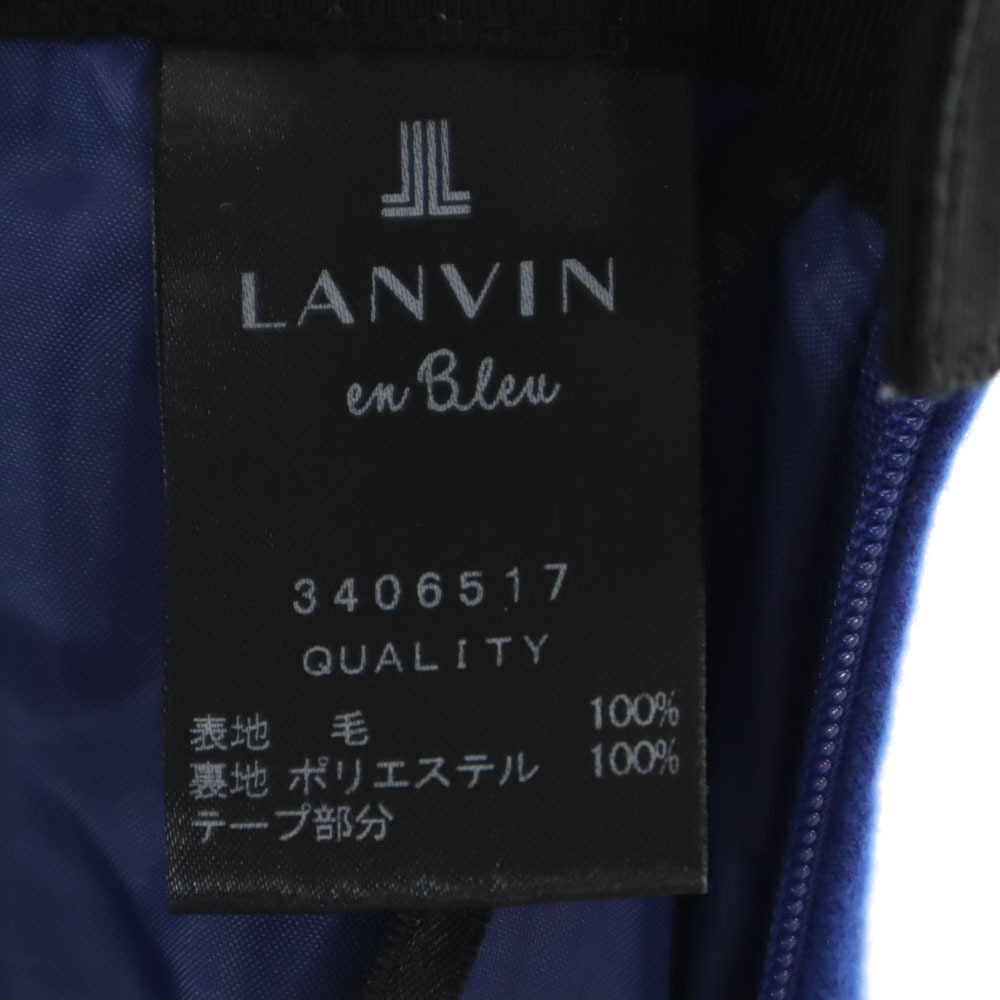 JL
LANVIN
en Bleu
3406517
QUALITY
表地 毛 100%
裏地 ポリエステル 100%
テープ部分